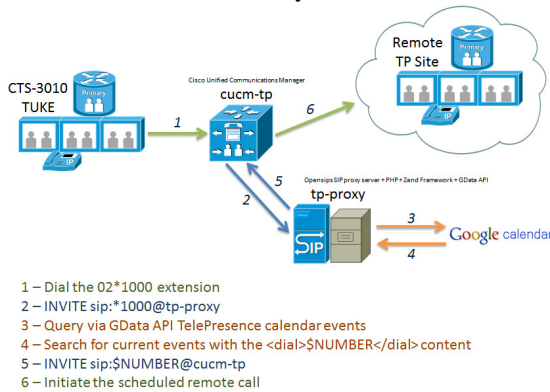 Remote
TP Site
Primary
CTS-3010
TUKE
Primary
IP
Cisco Unified Communications Manager
cucm-tp
1
6
IP
2
5
Opensips SIP proxy server + PHP + Zend Framework + GData API
tp-proxy
SIP
3
4
Google calendar
1 – Dial the 02*1000 extension
2 – INVITE sip:*1000@tp-proxy
3 – Query via GData API TelePresence calendar events
4 – Search for current events with the <dial>$NUMBER</dial> content
5 – INVITE sip:$NUMBER@cucm-tp
6 – Initiate the scheduled remote call